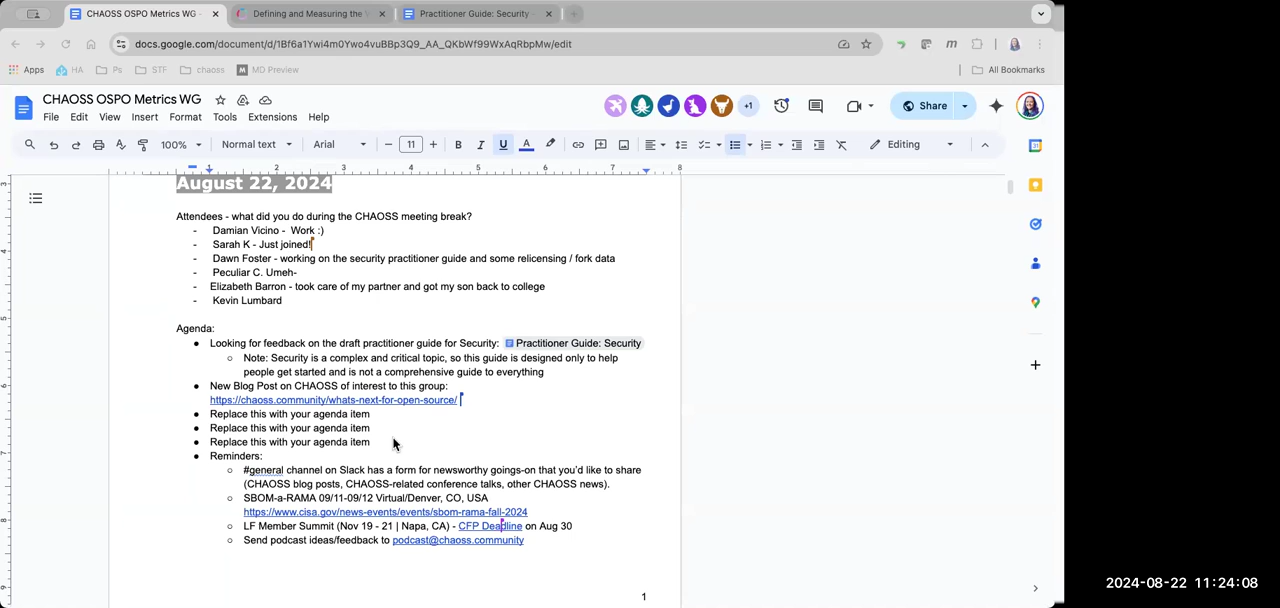 CHAOSS OSPO Metrics WG -
Defining and Measuring the V
Practitioner Guide: Security -
docs.google.com/document/d/1Bf6a1Ywi4m0Ywo4vuBBp3Q9_AA_QKbWf99WxAqRbpMw/edit
Apps HA Ps STF chaoss MD Preview All Bookmarks
CHAOSS OSPO Metrics WG
File Edit View Insert Format Tools Extensions Help
+1 Share
100% Normal text Arial 11 Editing
1 2 3 4 5 6 7 8
August 22, 2024
Attendees - what did you do during the CHAOSS meeting break?
- Damian Vicino - Work :)
- Sarah K - Just joined!
- Dawn Foster - working on the security practitioner guide and some relicensing / fork data
- Peculiar C. Umeh-
- Elizabeth Barron - took care of my partner and got my son back to college
- Kevin Lumbard
Agenda:
● Looking for feedback on the draft practitioner guide for Security: Practitioner Guide: Security
○ Note: Security is a complex and critical topic, so this guide is designed only to help
people get started and is not a comprehensive guide to everything
● New Blog Post on CHAOSS of interest to this group:
https://chaoss.community/whats-next-for-open-source/
● Replace this with your agenda item
● Replace this with your agenda item
● Replace this with your agenda item
● Reminders:
○ #general channel on Slack has a form for newsworthy goings-on that you'd like to share
(CHAOSS blog posts, CHAOSS-related conference talks, other CHAOSS news).
○ SBOM-a-RAMA 09/11-09/12 Virtual/Denver, CO, USA
https://www.cisa.gov/news-events/events/sbom-rama-fall-2024
○ LF Member Summit (Nov 19 - 21 | Napa, CA) - CFP Deadline on Aug 30
○ Send podcast ideas/feedback to podcast@chaoss.community
1
2024-08-22 11:24:08